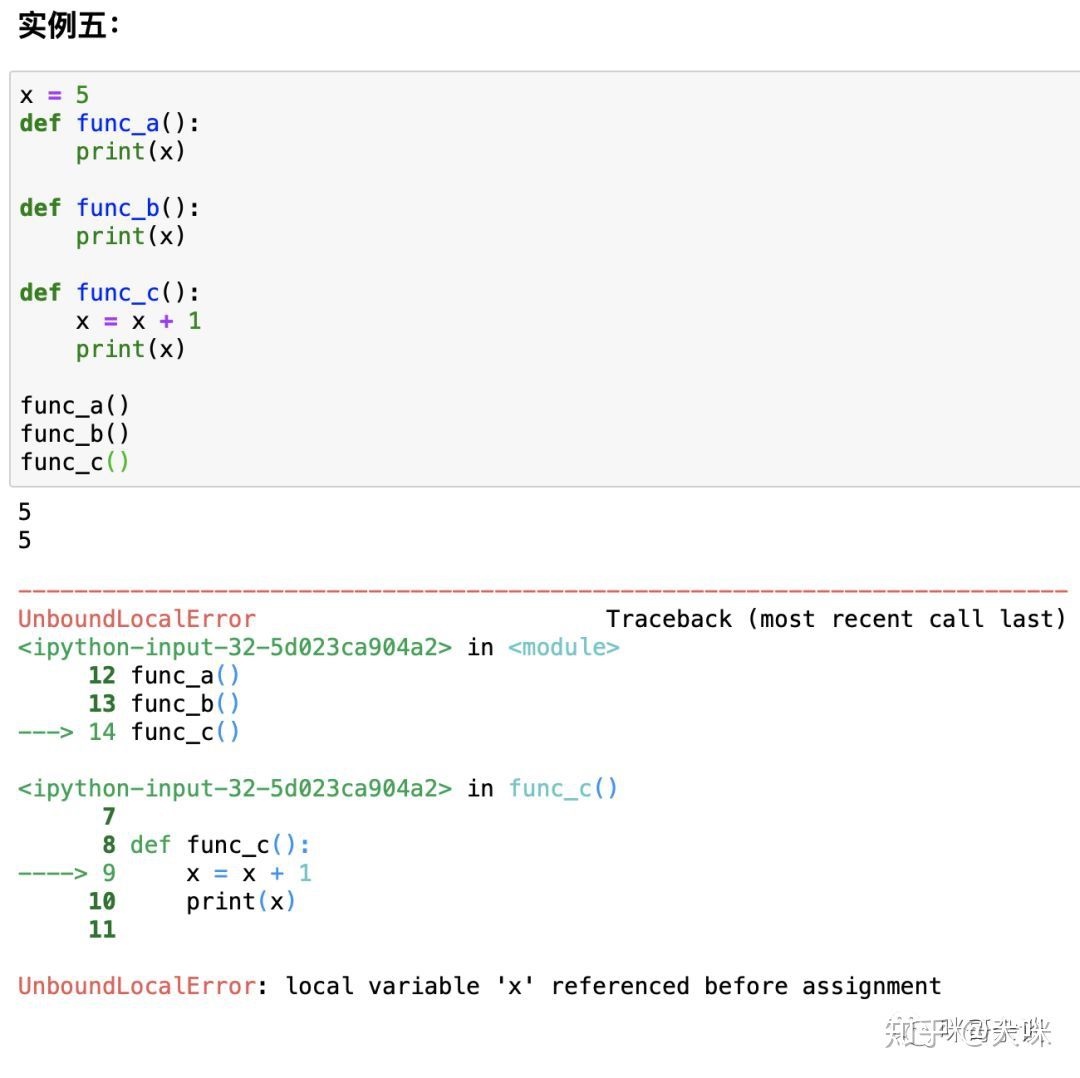 实例五:
x = 5
def func_a():
    print(x)

def func_b():
    print(x)

def func_c():
    x = x + 1
    print(x)

func_a()
func_b()
func_c()
5
5
---------------------------------------------------------------------------
UnboundLocalError                         Traceback (most recent call last)
<ipython-input-32-5d023ca904a2> in <module>
     12 func_a()
     13 func_b()
---> 14 func_c()

<ipython-input-32-5d023ca904a2> in func_c()
      7
      8 def func_c():
----> 9     x = x + 1
     10     print(x)
     11

UnboundLocalError: local variable 'x' referenced before assignment
知乎